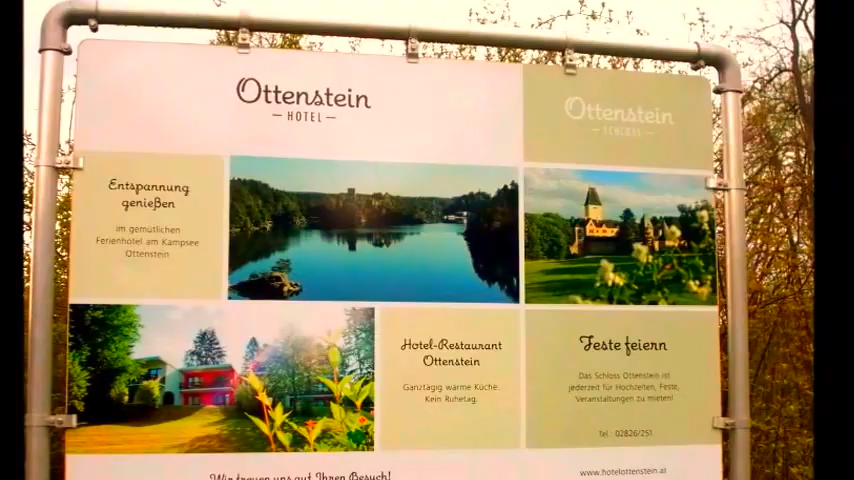 Ottenstein
HOTEL
Ottenstein
SCHLOSS
Entspannung
genießen
im gemütlichen
Ferienhotel am Kampsee
Ottenstein
Hotel-Restaurant
Ottenstein
Ganztägig warme Küche.
Kein Ruhetag.
Feste feiern
Das Schloss Ottenstein ist
jederzeit für Hochzeiten, Feste,
Veranstaltungen zu mieten!
Tel.: 02826/251
Wir freuen uns auf Ihren Besuch!
www.hotelottenstein.at